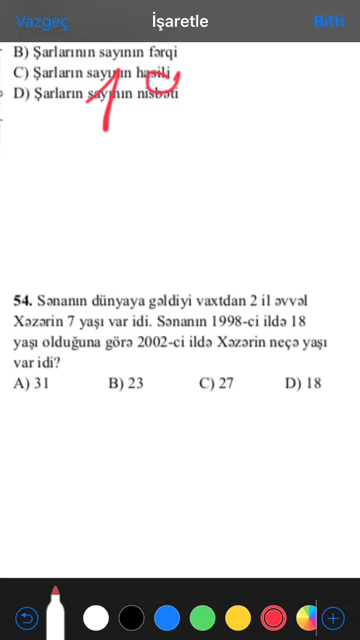 Vazgeç İşaretle Bitti
B) Şarlarının sayının fərqi
C) Şarların sayının hasili
D) Şarların sayının nisbəti
10
54. Sənanın dünyaya gəldiyi vaxtdan 2 il əvvəl
Xəzərin 7 yaşı var idi. Sənanın 1998-ci ildə 18
yaşı olduğuna görə 2002-ci ildə Xəzərin neçə yaşı
var idi?
A) 31 B) 23 C) 27 D) 18